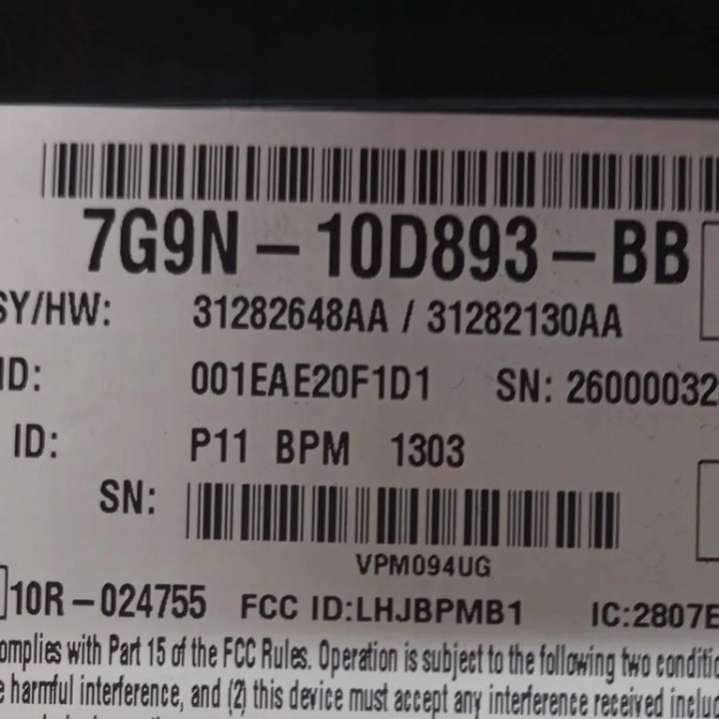 7G9N-10D893-BB
SY/HW: 31282648AA / 31282130AA
ID: 001EAE20F1D1 SN: 26000032
ID: P11 BPM 1303
SN:
VPM094UG
10R-024755 FCC ID:LHJBPMB1 IC:2807E
omplies with Part 15 of the FCC Rules. Operation is subject to the following two conditio
e harmful interference, and (2) this device must accept any interference received includ